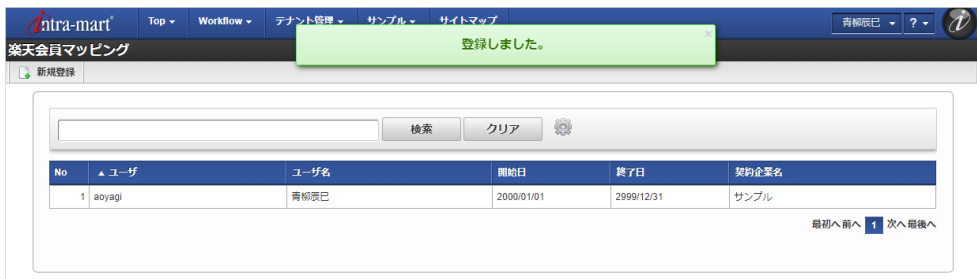 intra-mart® Top Workflow テナント管理 サンプル サイトマップ 青柳辰巳 ?
登録しました。 ×
楽天会員マッピング
新規登録
検索 クリア
No ▲ ユーザ ユーザ名 開始日 終了日 契約企業名
1 aoyagi 青柳辰巳 2000/01/01 2999/12/31 サンプル
最初へ 前へ 1 次へ 最後へ